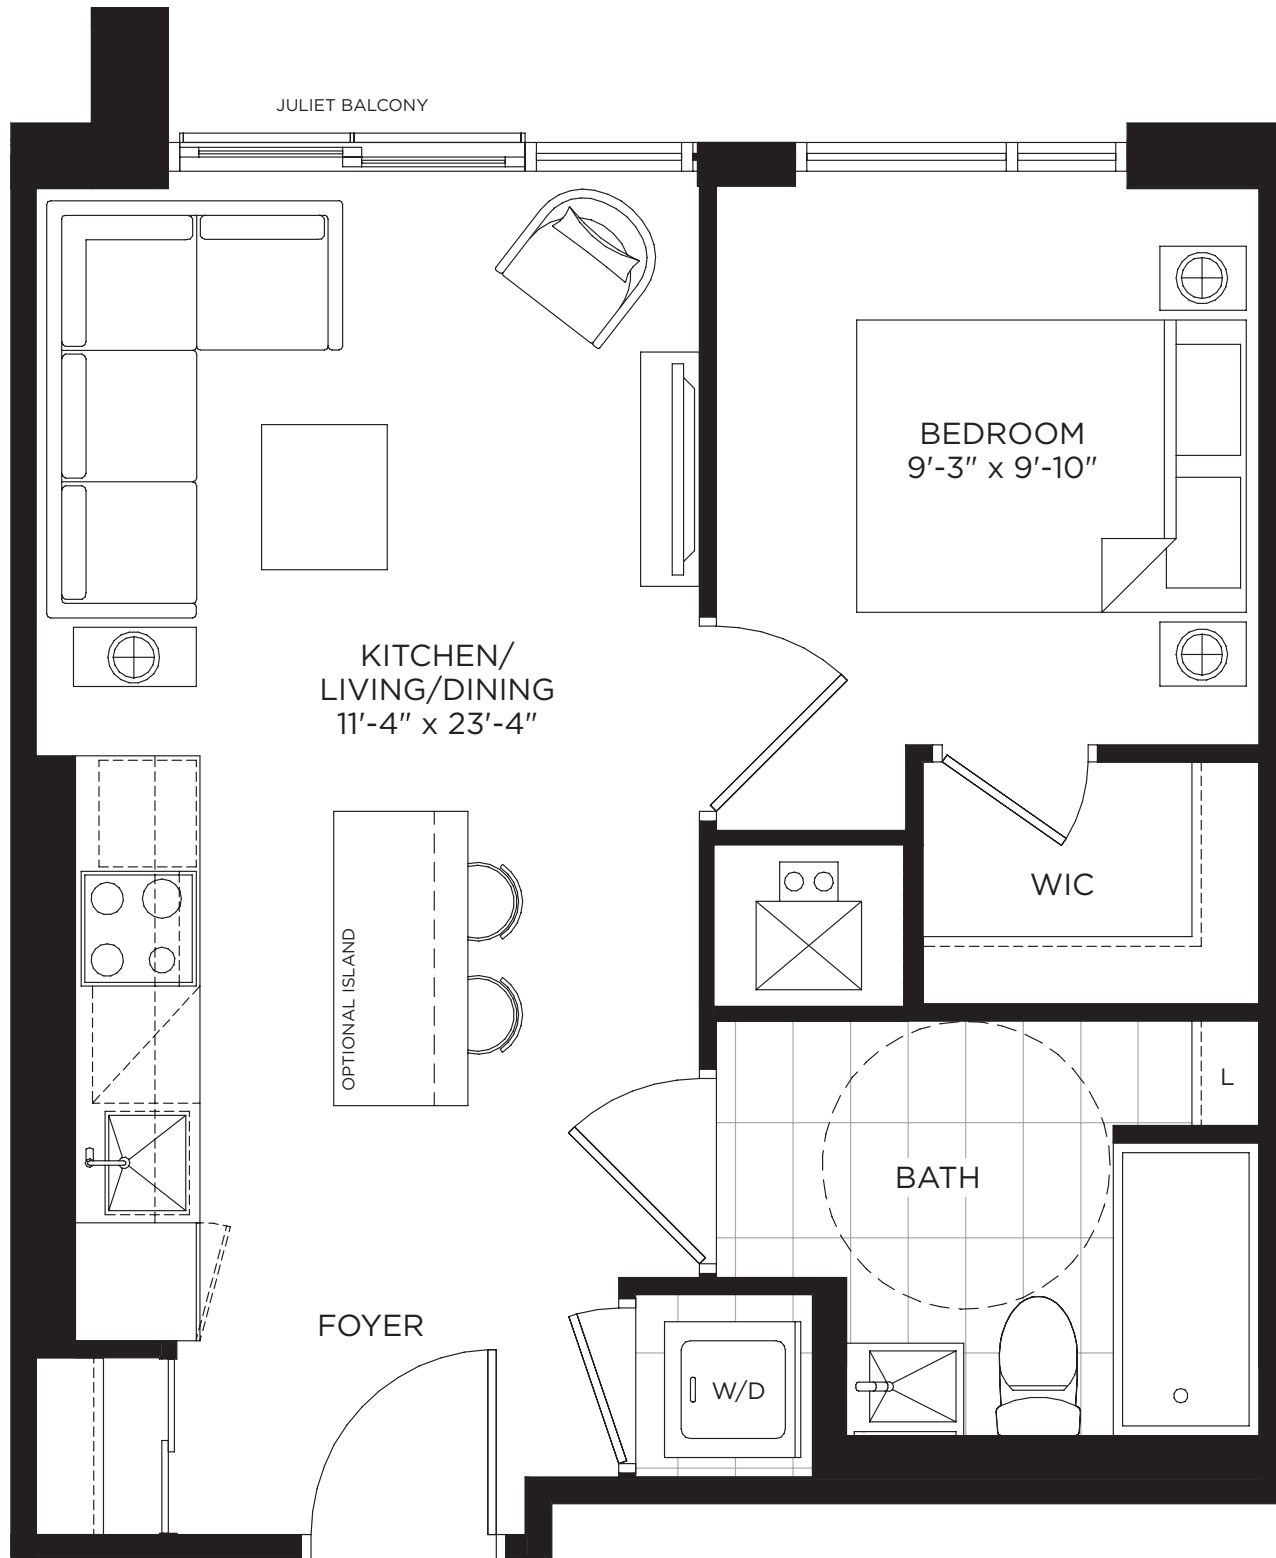 JULIET BALCONY
BEDROOM
9'-3" x 9'-10"
KITCHEN/
LIVING/DINING
11'-4" x 23'-4"
WIC
OPTIONAL ISLAND
L
BATH
FOYER
W/D